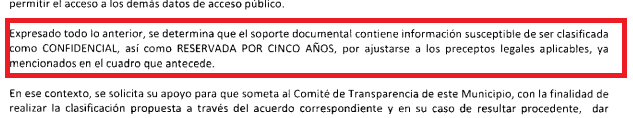 permitir el acceso a los demás datos de acceso público.
Expresado todo lo anterior, se determina que el soporte documental contiene información susceptible de ser clasificada
como CONFIDENCIAL, así como RESERVADA POR CINCO AÑOS, por ajustarse a los preceptos legales aplicables, ya
mencionados en el cuadro que antecede.
En ese contexto, se solicita su apoyo para que someta al Comité de Transparencia de este Municipio, con la finalidad de
realizar la clasificación propuesta a través del acuerdo correspondiente y en su caso de resultar procedente, dar